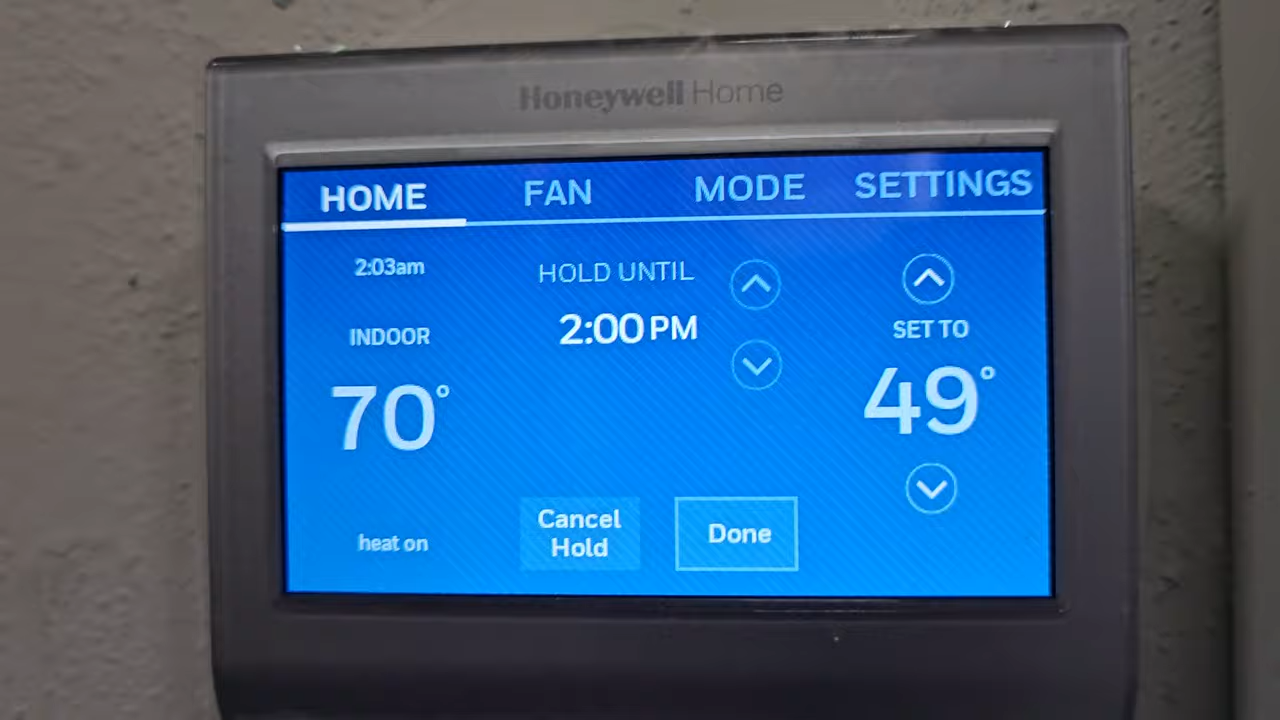 Honeywell Home
HOME FAN MODE SETTINGS
2:03am
INDOOR
70°
heat on
HOLD UNTIL
2:00 PM
Cancel
Hold
Done
SET TO
49°